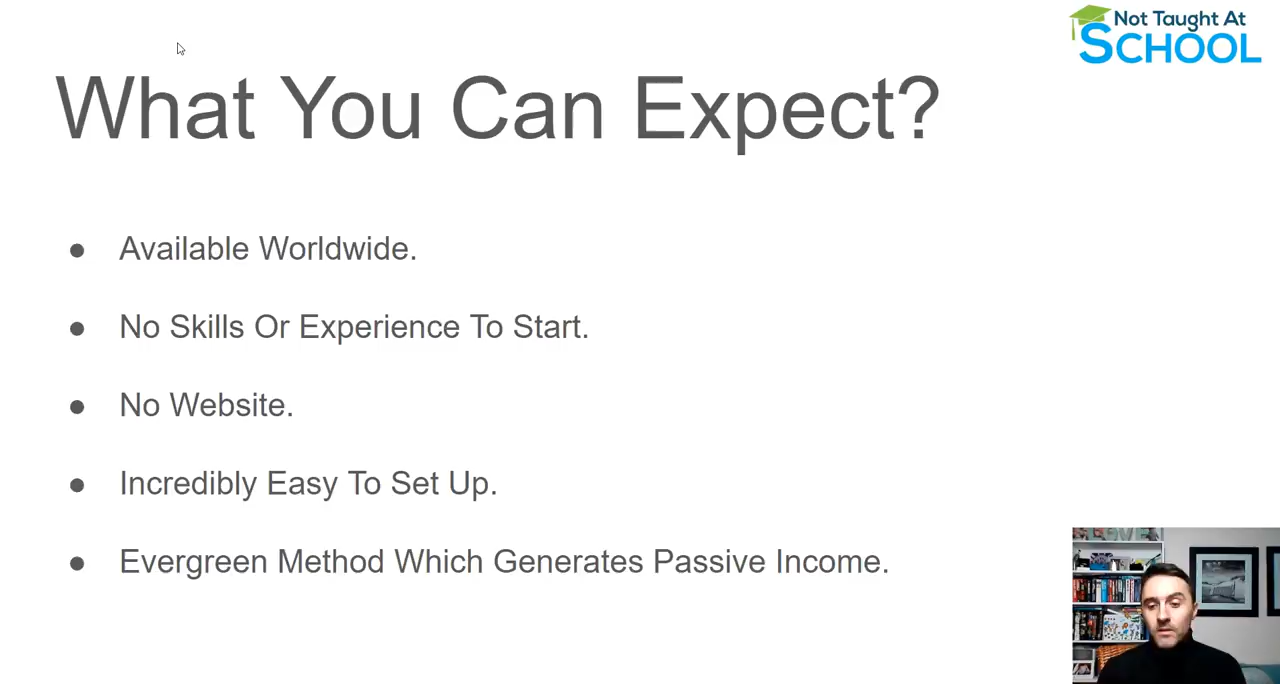 Not Taught At
SCHOOL
What You Can Expect?
Available Worldwide.
No Skills Or Experience To Start.
No Website.
Incredibly Easy To Set Up.
Evergreen Method Which Generates Passive Income.